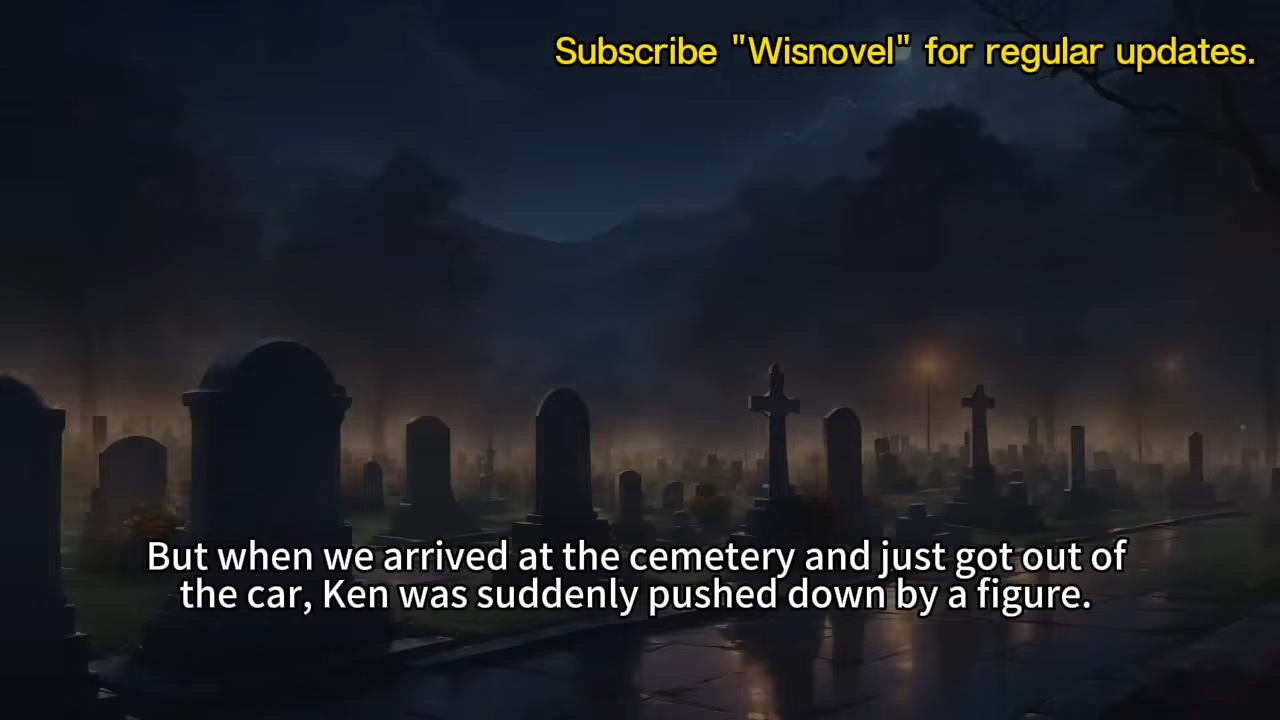 Subscribe "Wisnovel" for regular updates.
But when we arrived at the cemetery and just got out of
the car, Ken was suddenly pushed down by a figure.